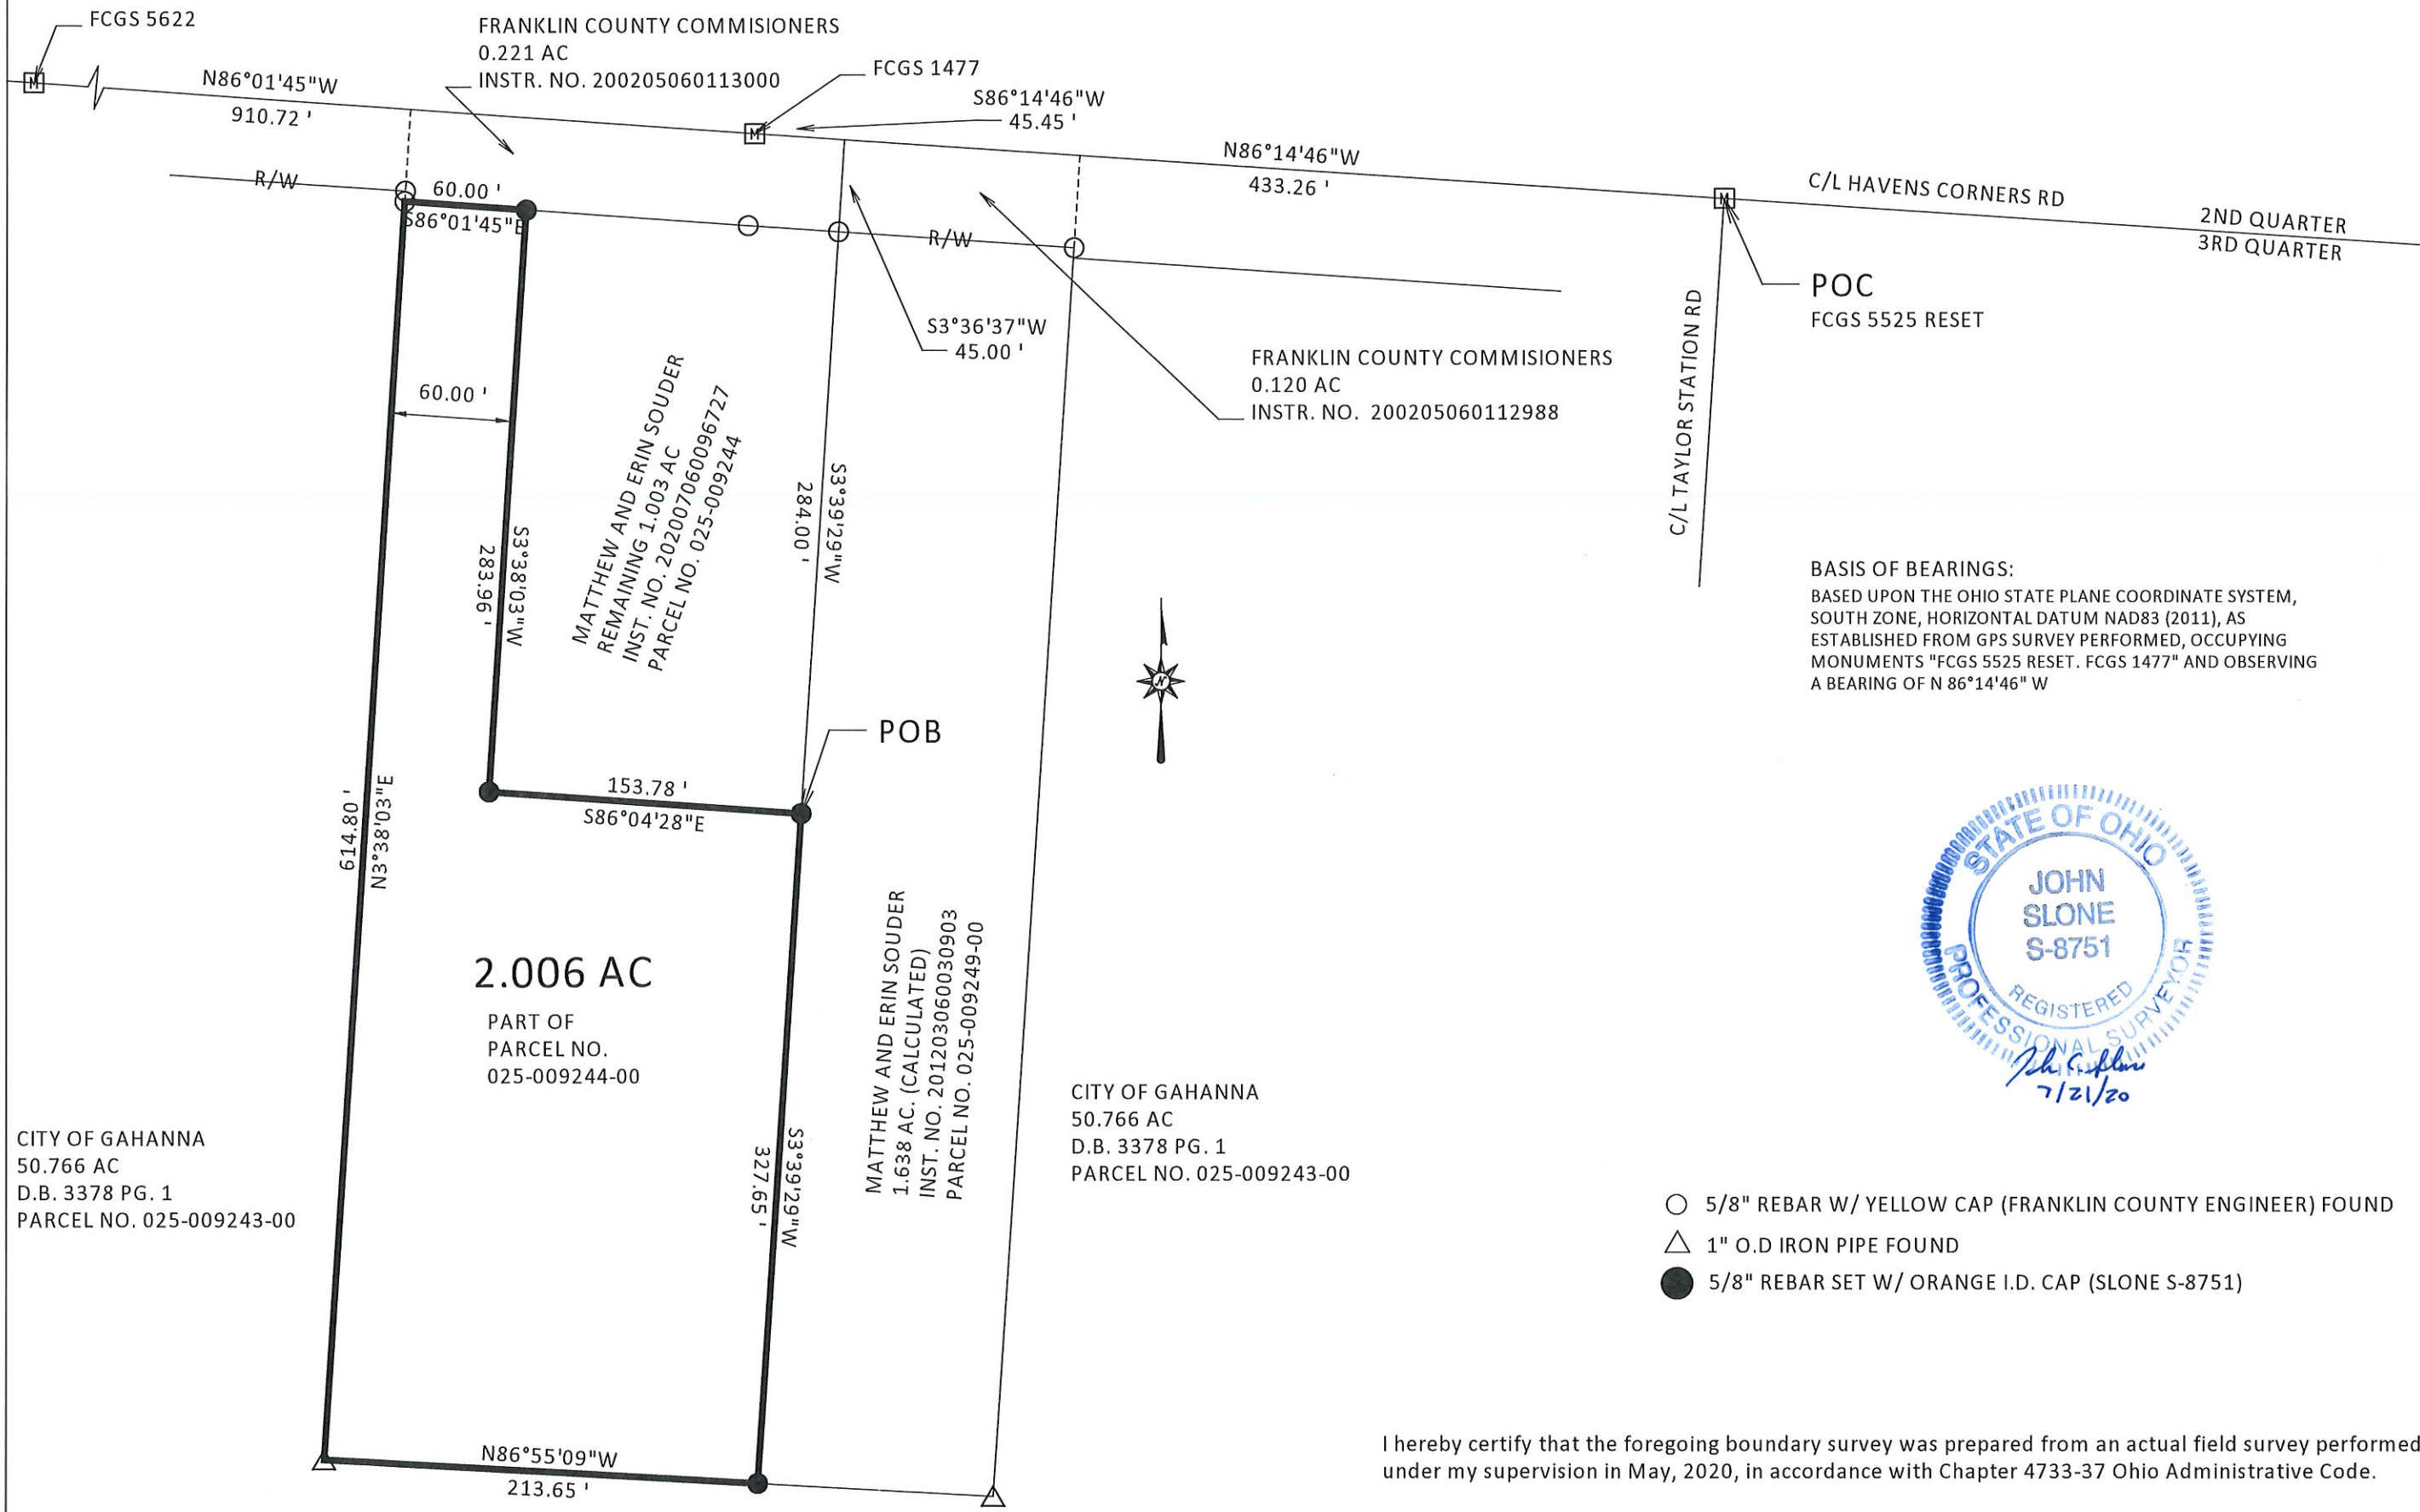 FCGS 5622
FRANKLIN COUNTY COMMISIONERS
0.221 AC
INSTR. NO. 200205060113000
FCGS 1477
N86°01'45"W
910.72 '
S86°14'46"W
45.45 '
N86°14'46"W
433.26 '
C/L HAVENS CORNERS RD
2ND QUARTER
3RD QUARTER
R/W
60.00 '
S86°01'45"E
R/W
POC
FCGS 5525 RESET
C/L TAYLOR STATION RD
S3°36'37"W
45.00 '
FRANKLIN COUNTY COMMISIONERS
0.120 AC
INSTR. NO. 200205060112988
60.00 '
MATTHEW AND ERIN SOUDER
REMAINING 1.003 AC
INST. NO. 202007060096727
PARCEL NO. 025-009244
S3°38'03"W
283.96 '
S3°39'29"W
284.00 '
N
BASIS OF BEARINGS:
BASED UPON THE OHIO STATE PLANE COORDINATE SYSTEM,
SOUTH ZONE, HORIZONTAL DATUM NAD83 (2011), AS
ESTABLISHED FROM GPS SURVEY PERFORMED, OCCUPYING
MONUMENTS "FCGS 5525 RESET. FCGS 1477" AND OBSERVING
A BEARING OF N 86°14'46" W
POB
153.78 '
S86°04'28"E
614.80 '
N3°38'03"E
2.006 AC
PART OF
PARCEL NO.
025-009244-00
MATTHEW AND ERIN SOUDER
1.638 AC. (CALCULATED)
INST. NO. 201203060030903
PARCEL NO. 025-009249-00
S3°39'29"W
327.65 '
CITY OF GAHANNA
50.766 AC
D.B. 3378 PG. 1
PARCEL NO. 025-009243-00
CITY OF GAHANNA
50.766 AC
D.B. 3378 PG. 1
PARCEL NO. 025-009243-00
STATE OF OHIO
JOHN
SLONE
S-8751
REGISTERED
PROFESSIONAL SURVEYOR
7/21/20
5/8" REBAR W/ YELLOW CAP (FRANKLIN COUNTY ENGINEER) FOUND
1" O.D IRON PIPE FOUND
5/8" REBAR SET W/ ORANGE I.D. CAP (SLONE S-8751)
N86°55'09"W
213.65 '
I hereby certify that the foregoing boundary survey was prepared from an actual field survey performed
under my supervision in May, 2020, in accordance with Chapter 4733-37 Ohio Administrative Code.
M
M
M